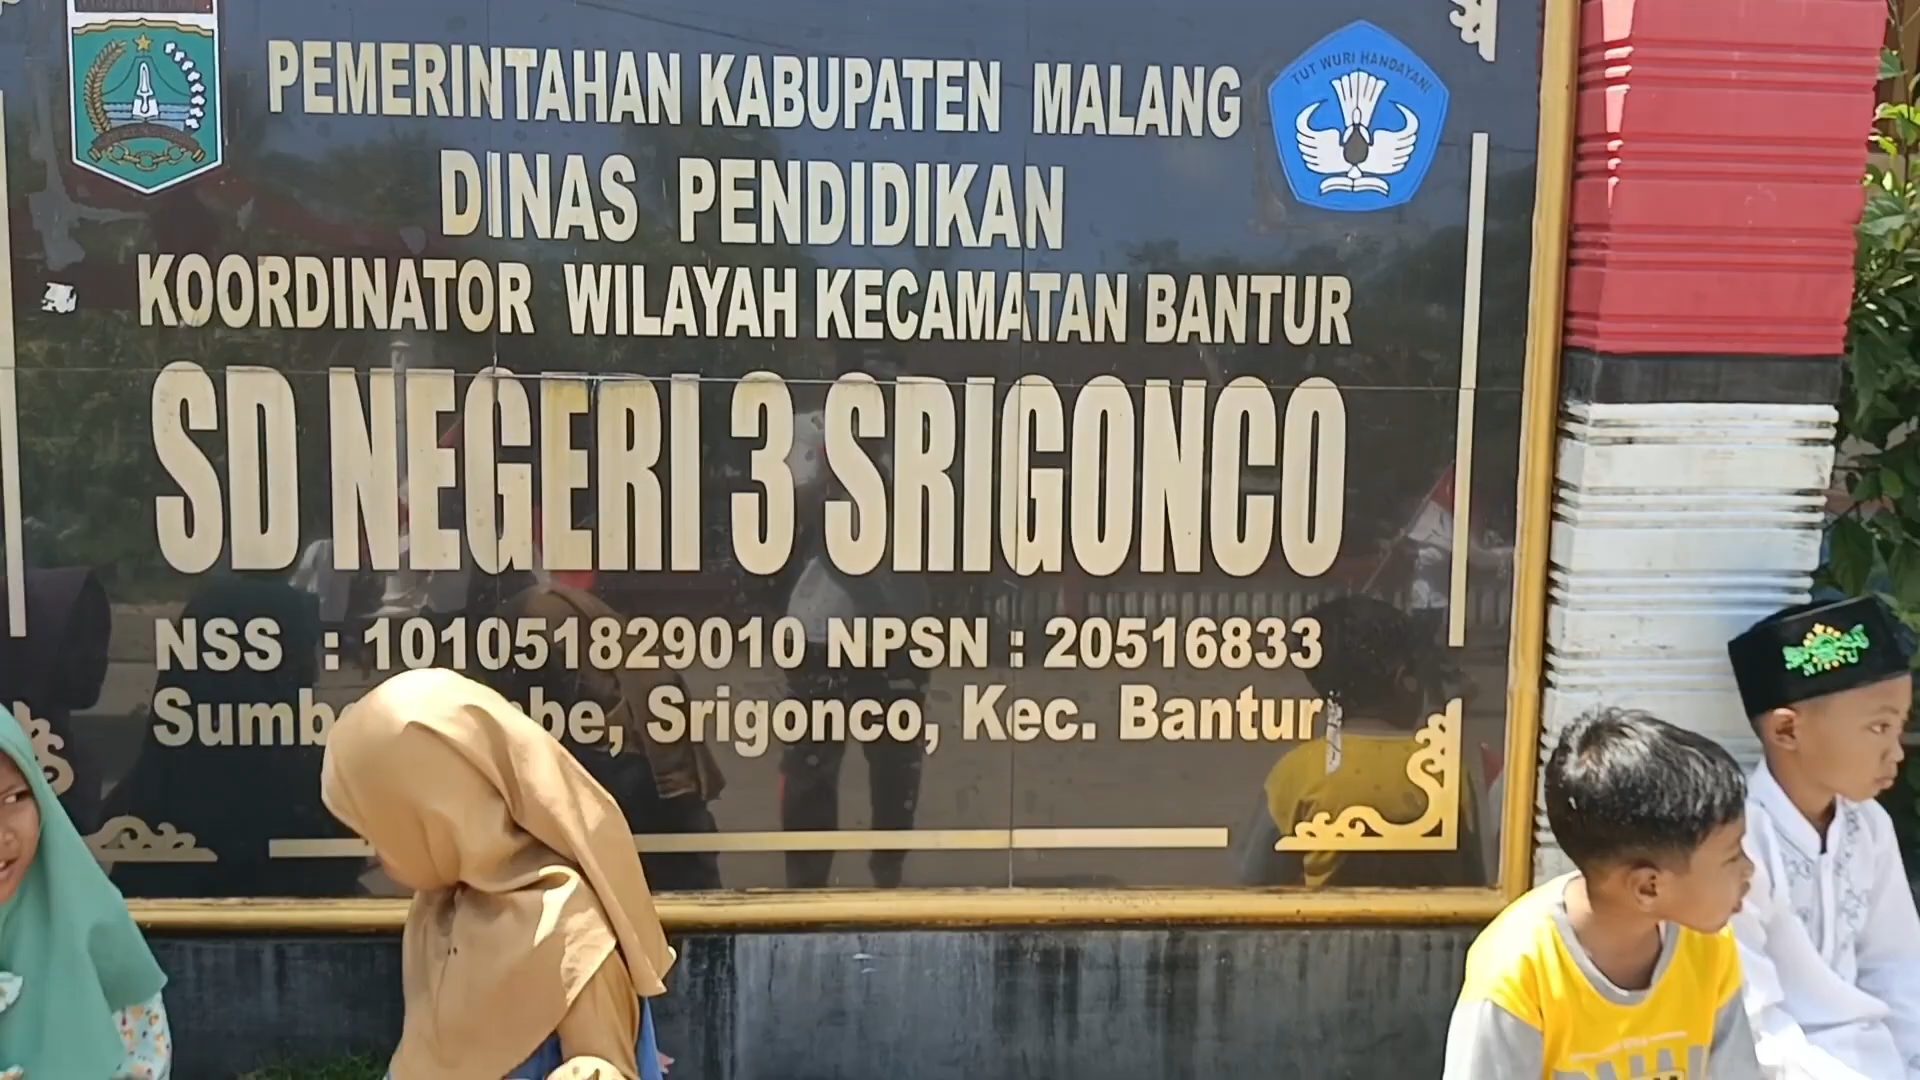 PEMERINTAHAN KABUPATEN MALANG
TUT WURI HANDAYANI
DINAS PENDIDIKAN
KOORDINATOR WILAYAH KECAMATAN BANTUR
SD NEGERI 3 SRIGONCO
NSS : 101051829010 NPSN : 20516833
Srigonco, Kec. Bantur